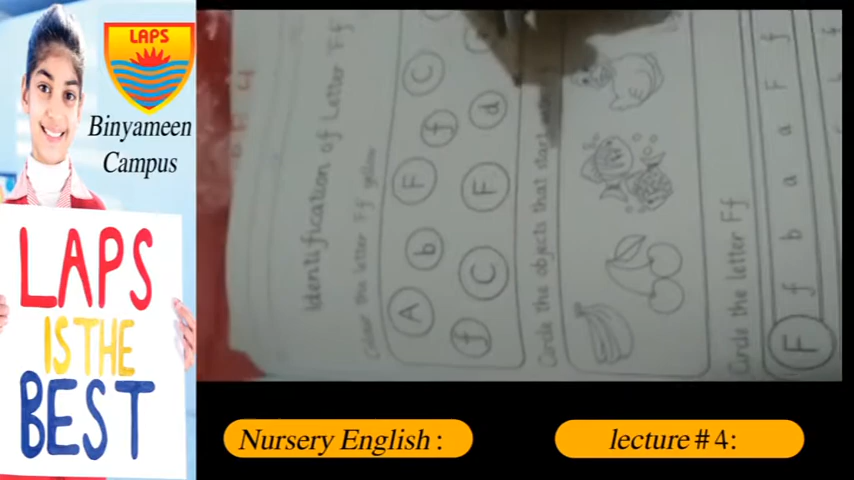 LAPS
Binyameen
Campus
LAPS
IS THE
BEST
Identification of Letter Ff
Colour the letter Ff yellow
A b F f C
f C F d
Circle the objects that start
Circle the letter Ff
F f b a a F f
Nursery English :
lecture # 4: